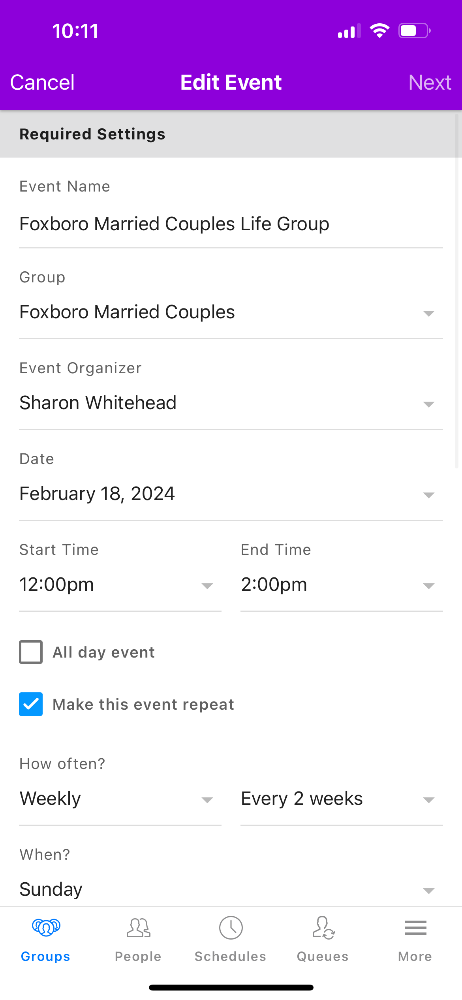 10:11
Cancel Edit Event Next
Required Settings
Event Name
Foxboro Married Couples Life Group
Group
Foxboro Married Couples
Event Organizer
Sharon Whitehead
Date
February 18, 2024
Start Time End Time
12:00pm 2:00pm
All day event
Make this event repeat
How often?
Weekly Every 2 weeks
When?
Sunday
Groups People Schedules Queues More